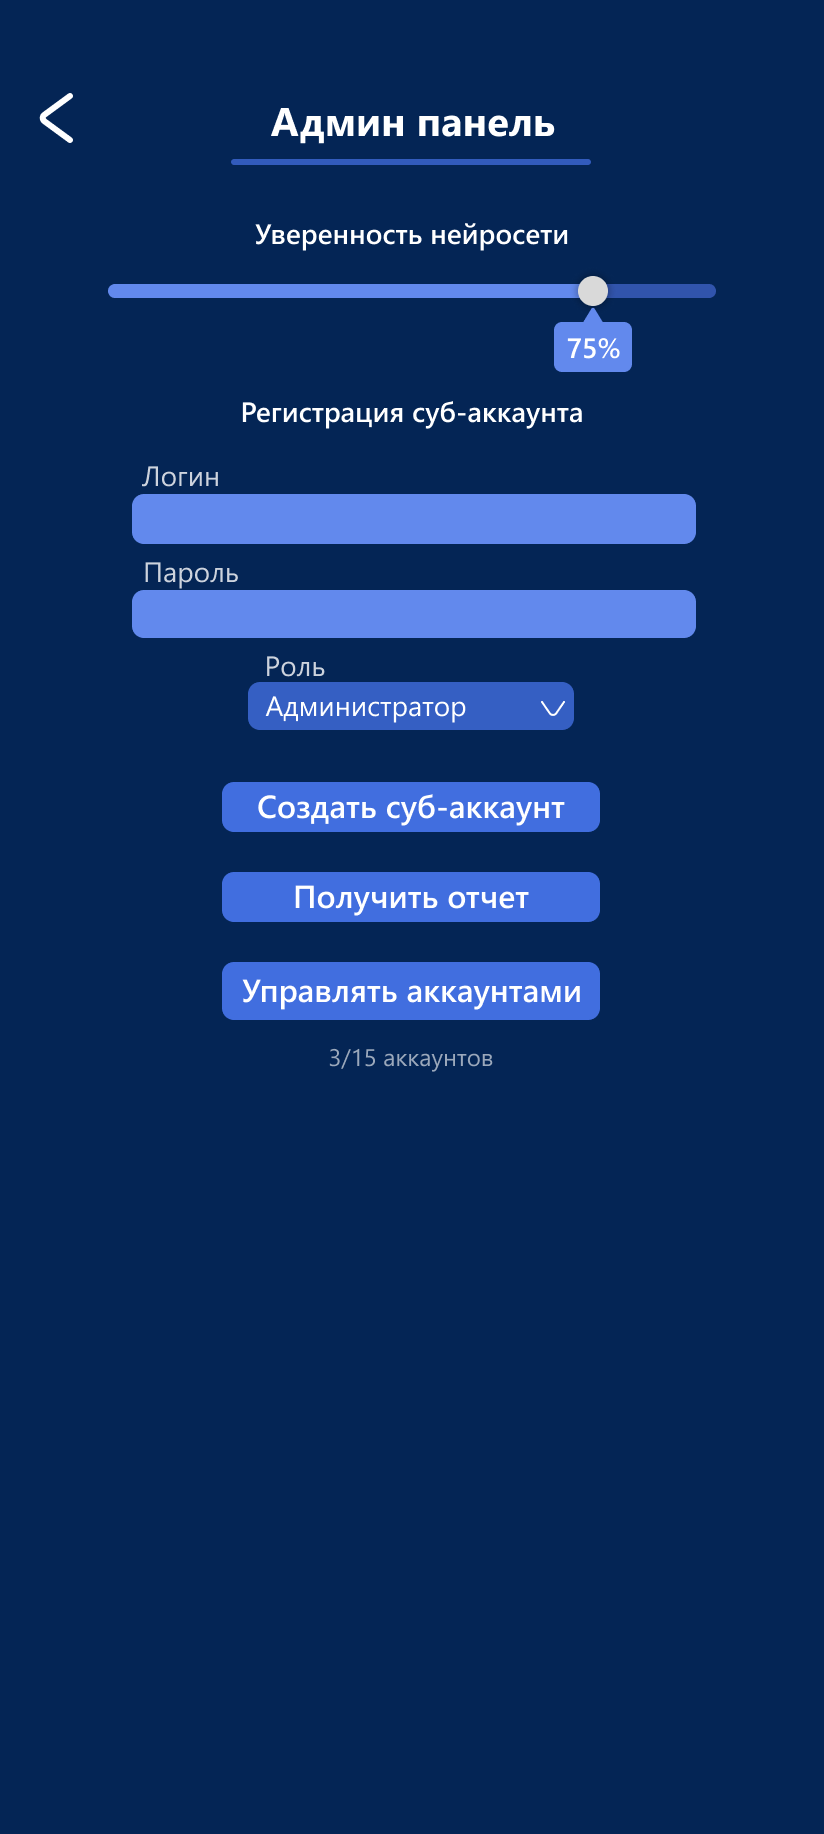 Админ панель
Уверенность нейросети
75%
Регистрация суб-аккаунта
Логин
Пароль
Роль
Администратор
Создать суб-аккаунт
Получить отчет
Управлять аккаунтами
3/15 аккаунтов